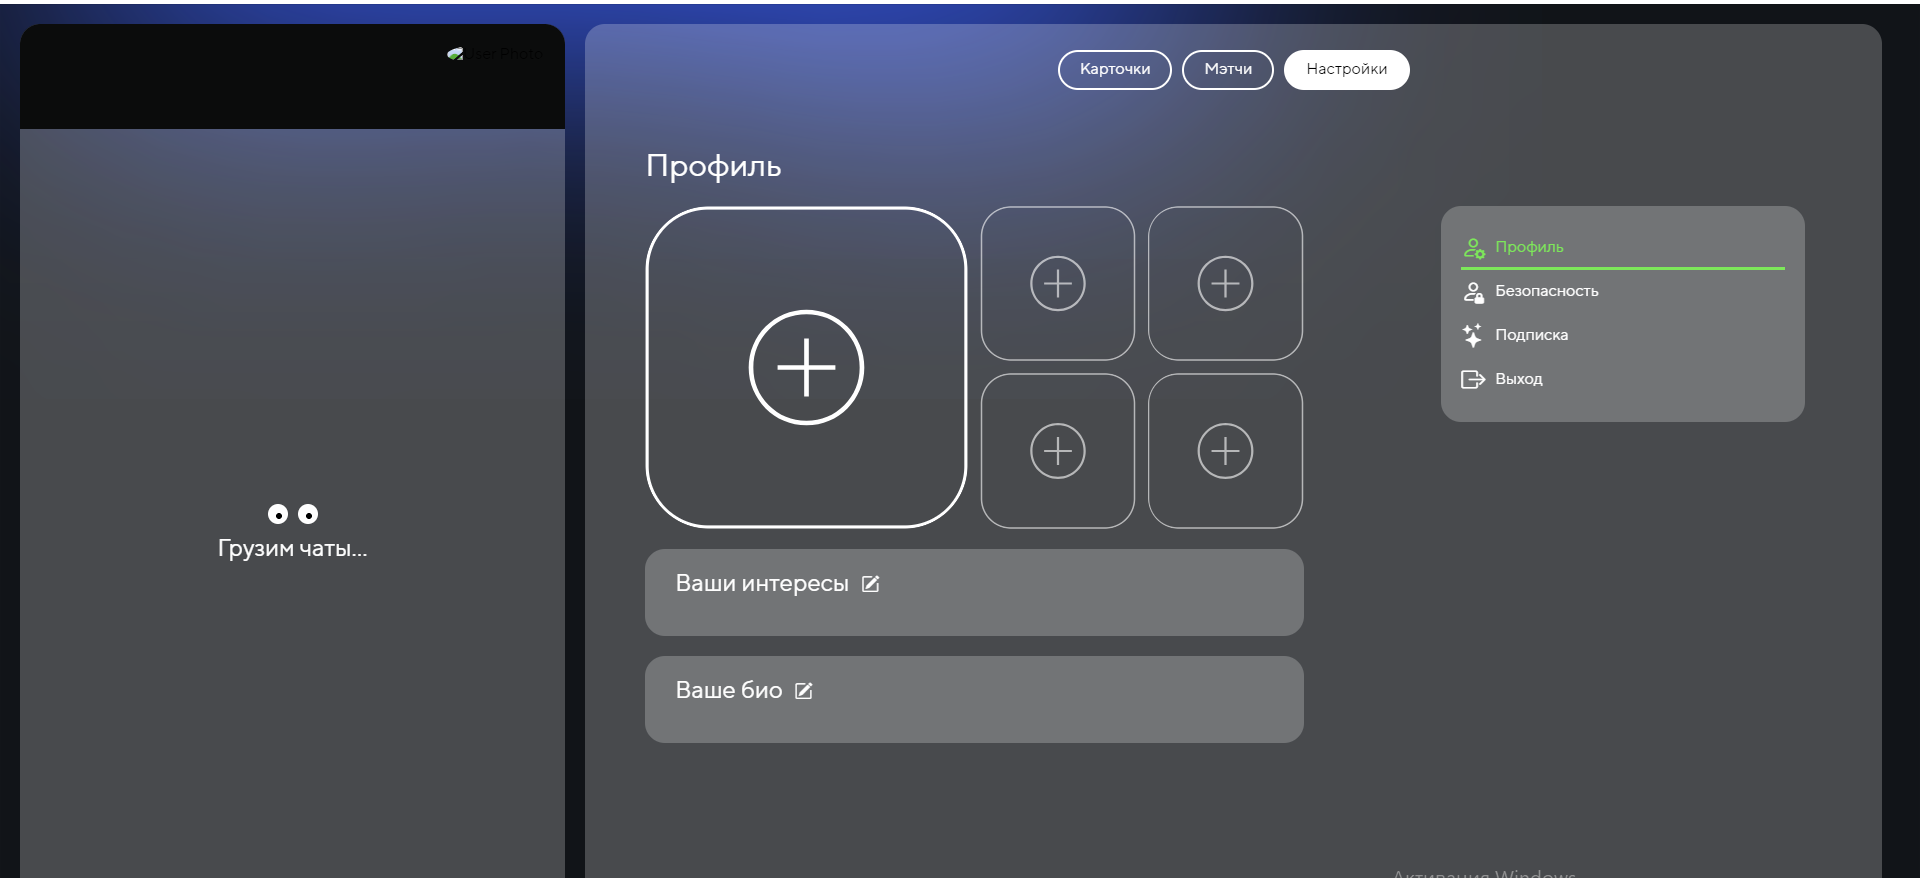 User Photo
Карточки
Мэтчи
Настройки
Профиль
Профиль
Безопасность
Подписка
Выход
Грузим чаты...
Ваши интересы
Ваше био
Активация Windows